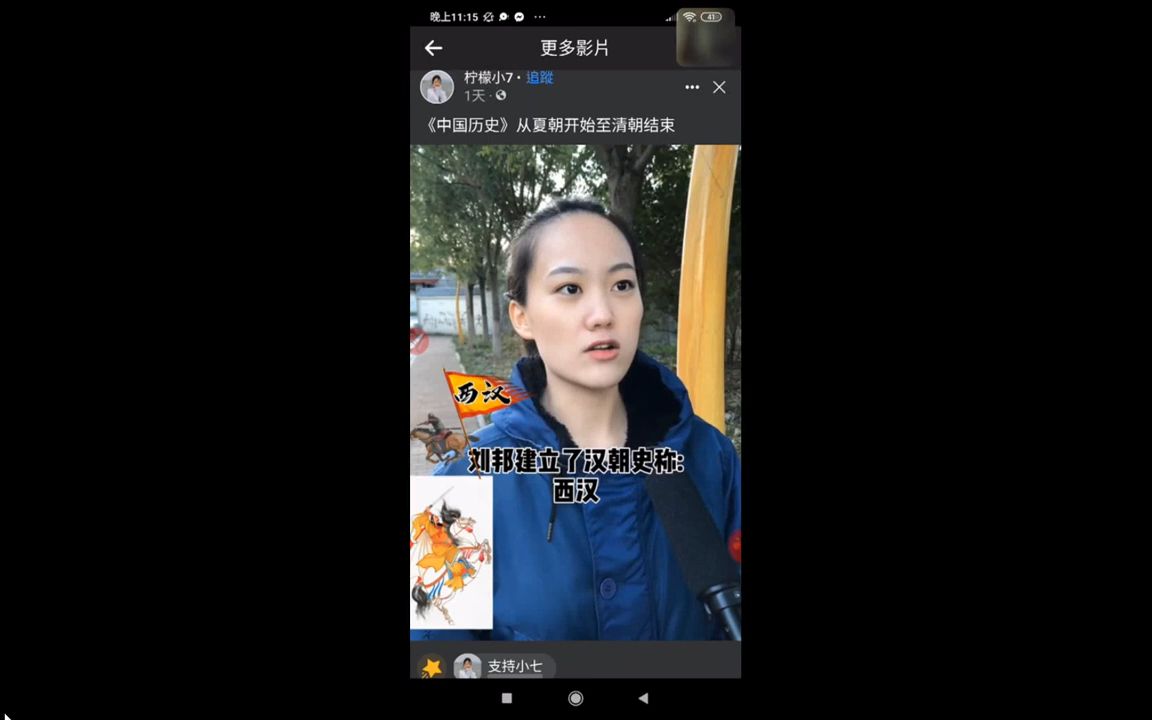 晚上11:15
41
更多影片
柠檬小7 · 追蹤
1天 ·
《中国历史》从夏朝开始至清朝结束
西汉
刘邦建立了汉朝史称:
西汉
支持小七